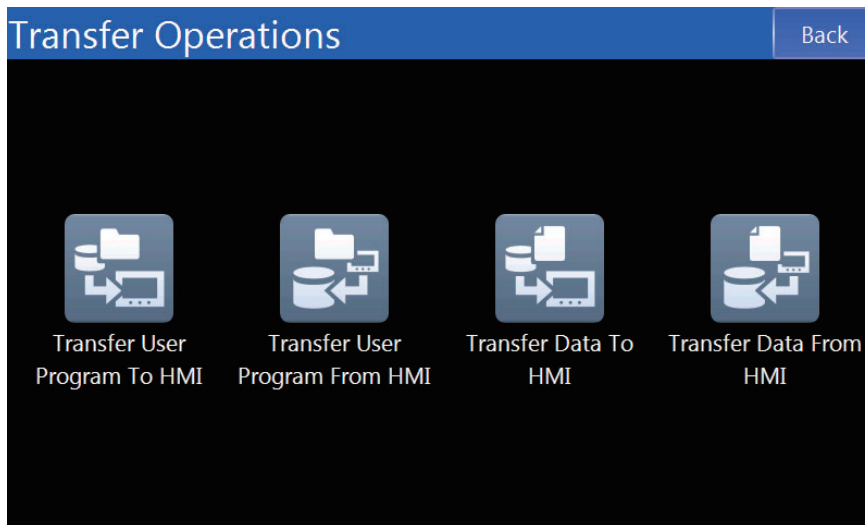 Transfer Operations
Back
Transfer User
Program To HMI
Transfer User
Program From HMI
Transfer Data To
HMI
Transfer Data From
HMI